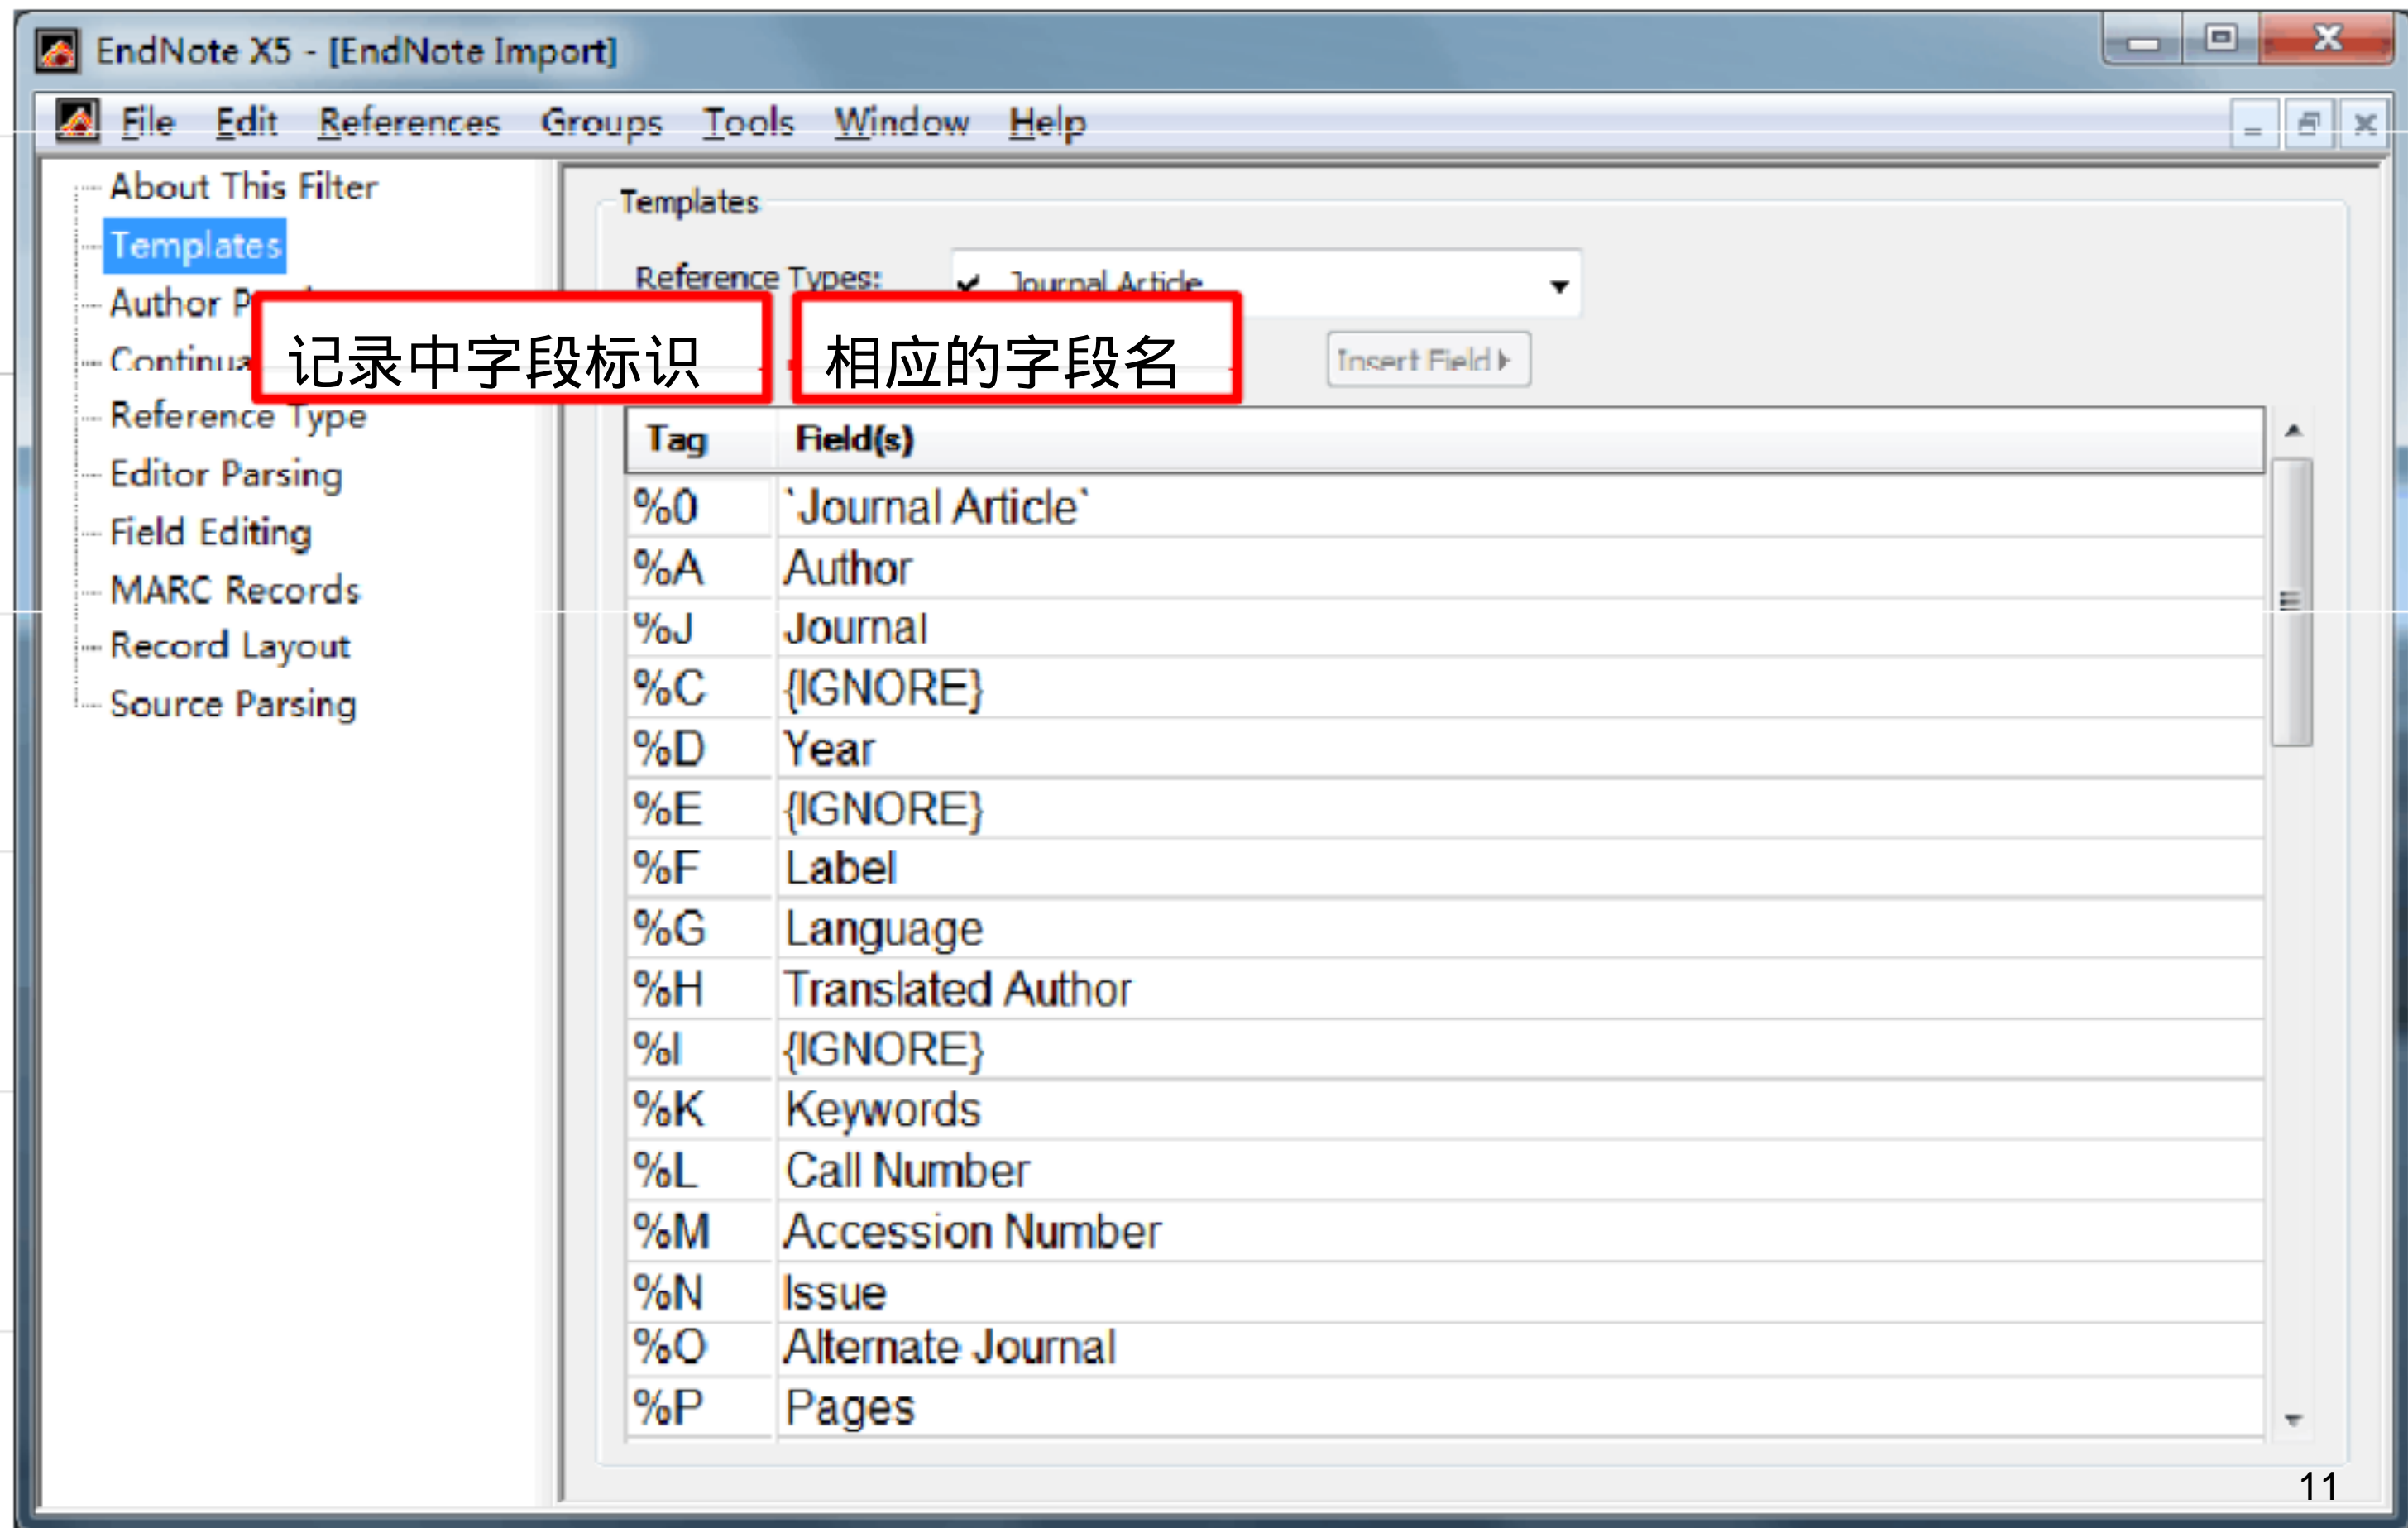 EndNote X5 - [EndNote Import]
File Edit References Groups Tools Window Help
About This Filter
Templates
Author
Reference Type
Editor Parsing
Field Editing
MARC Records
Record Layout
Source Parsing
Templates
Reference Types: Journal Article
记录中字段标识
相应的字段名
Insert Field
Tag Field(s)
%0 `Journal Article`
%A Author
%J Journal
%C {IGNORE}
%D Year
%E {IGNORE}
%F Label
%G Language
%H Translated Author
%I {IGNORE}
%K Keywords
%L Call Number
%M Accession Number
%N Issue
%O Alternate Journal
%P Pages
11